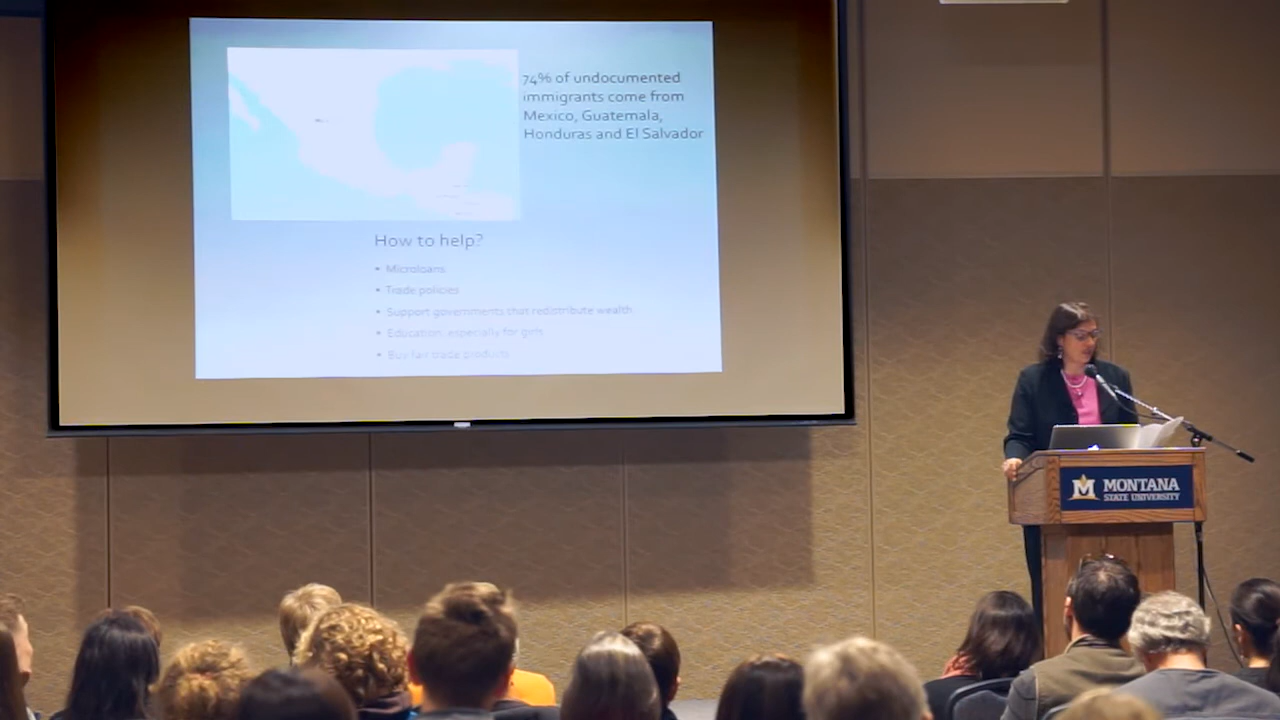 74% of undocumented
immigrants come from
Mexico, Guatemala,
Honduras and El Salvador
How to help?
▪ Microloans
▪ Trade policies
▪ Support governments that redistribute wealth
▪ Education, especially for girls
▪ Buy fair trade products
M MONTANA
STATE UNIVERSITY